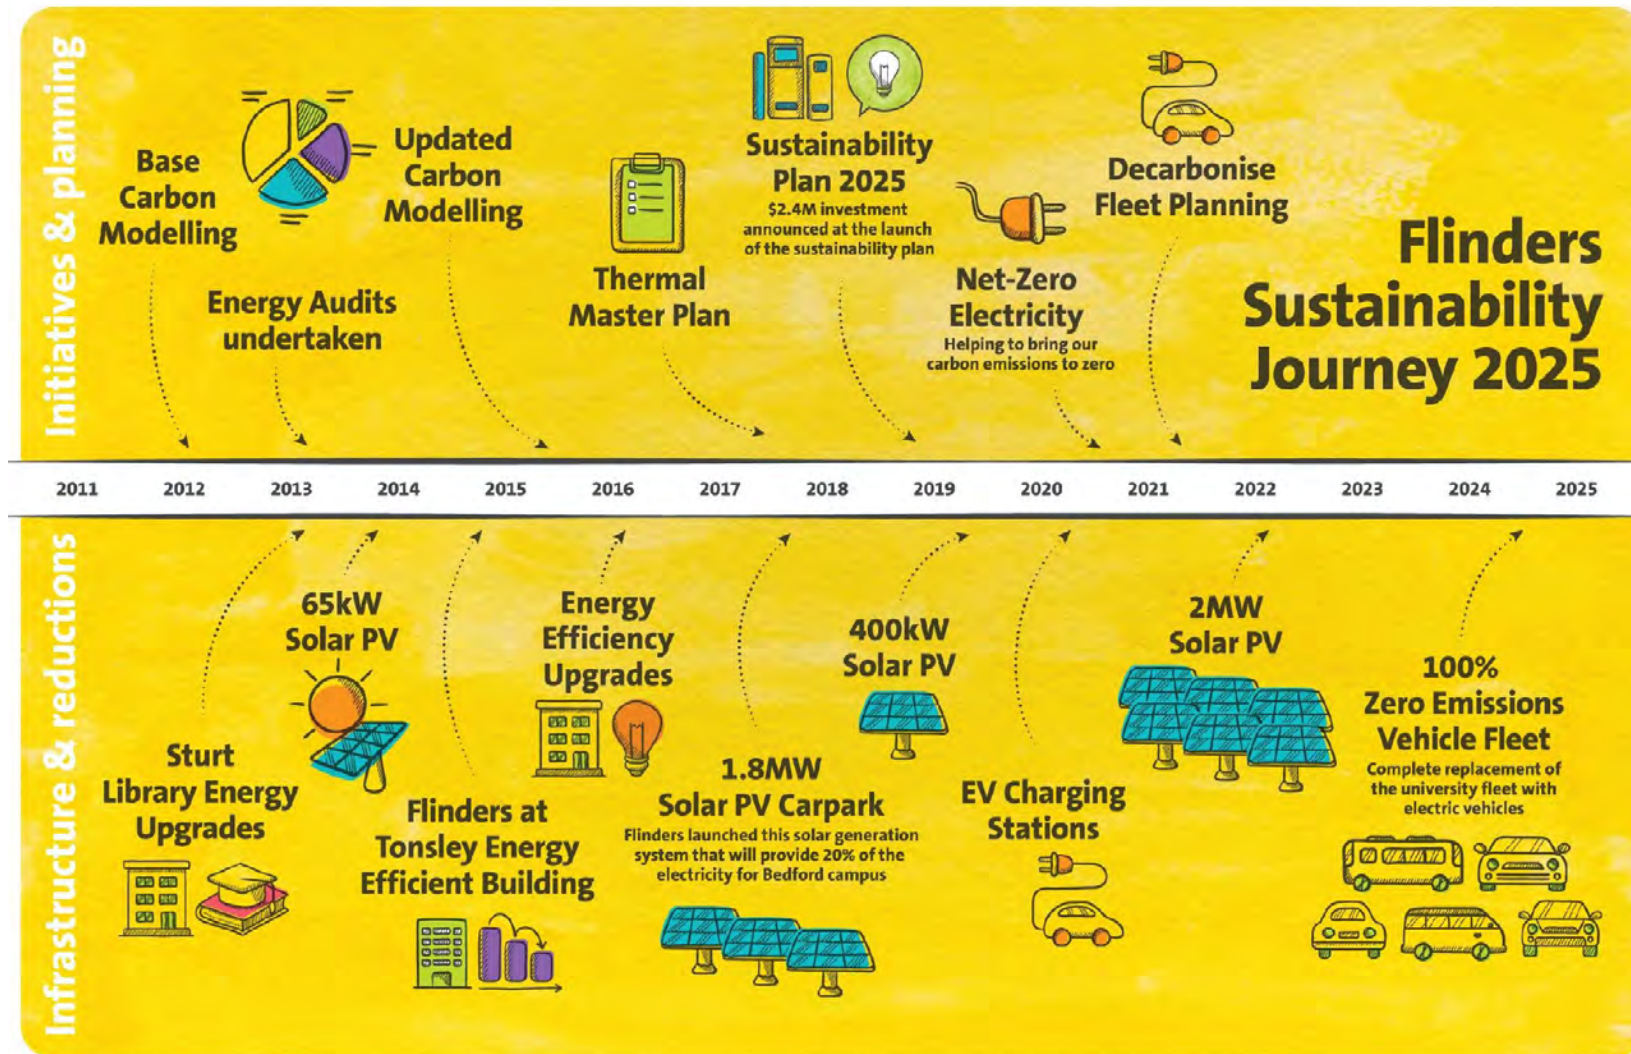 Initiatives & planning
Base
Carbon
Modelling
Energy Audits
undertaken
Updated
Carbon
Modelling
Thermal
Master Plan
Sustainability
Plan 2025
$2.4M investment
announced at the launch
of the sustainability plan
Net-Zero
Electricity
Helping to bring our
carbon emissions to zero
Decarbonise
Fleet Planning
Flinders
Sustainability
Journey 2025
2011 2012 2013 2014 2015 2016 2017 2018 2019 2020 2021 2022 2023 2024 2025
Infrastructure & reductions
Sturt
Library Energy
Upgrades
65kW
Solar PV
Flinders at
Tonsley Energy
Efficient Building
Energy
Efficiency
Upgrades
1.8MW
Solar PV Carpark
Flinders launched this solar generation
system that will provide 20% of the
electricity for Bedford campus
400kW
Solar PV
EV Charging
Stations
2MW
Solar PV
100%
Zero Emissions
Vehicle Fleet
Complete replacement of
the university fleet with
electric vehicles